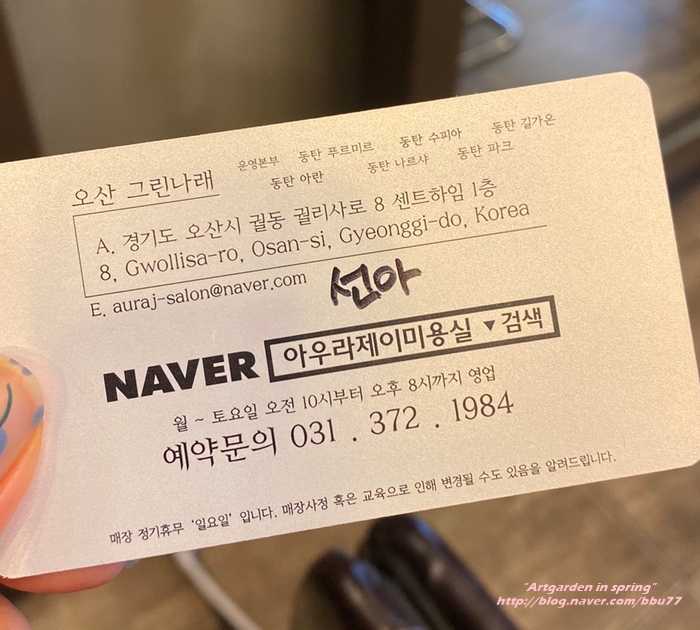 운영본부 동탄 푸르미르 동탄 수피아 동탄 길가온
오산 그린나래 동탄 아란 동탄 나르샤 동탄 파크
A. 경기도 오산시 궐동 궐리사로 8 센트하임 1층
8, Gwollisa-ro, Osan-si, Gyeonggi-do, Korea
E. auraj-salon@naver.com 선아
NAVER 아우라제이미용실 ▼검색
월 ~ 토요일 오전 10시부터 오후 8시까지 영업
예약문의 031 . 372 . 1984
매장 정기휴무 '일요일' 입니다. 매장사정 혹은 교육으로 인해 변경될 수도 있음을 알려드립니다.
"Artgarden in spring"
http://blog.naver.com/bbu77